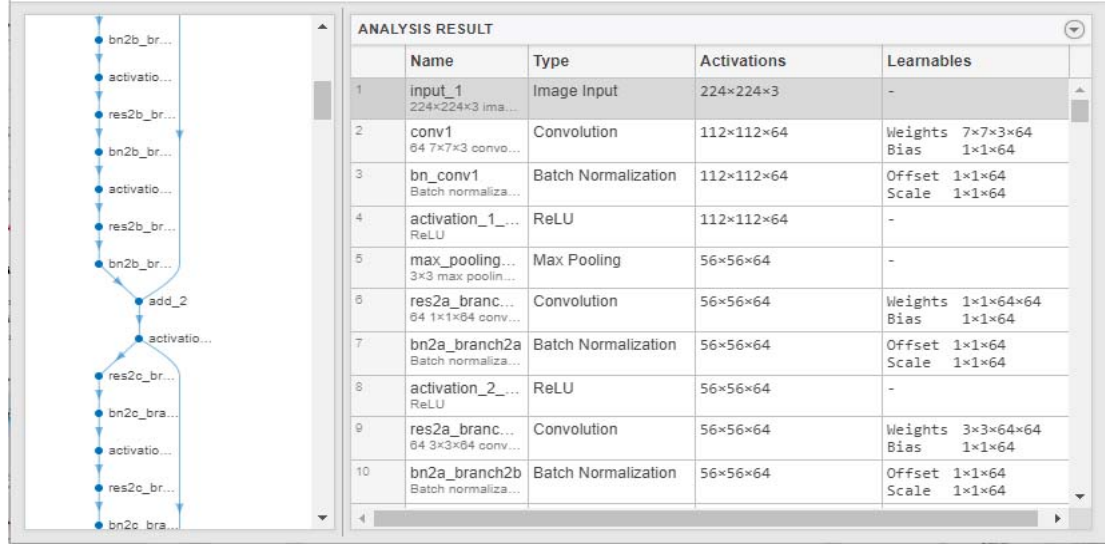 bn2b_br...
activatio...
res2b_br...
bn2b_br...
activatio...
res2b_br...
bn2b_br...
add_2
activatio...
res2c_br...
bn2c_bra...
activatio...
res2c_br...
bn2c_bra...
ANALYSIS RESULT
Name Type Activations Learnables
1 input_1 Image Input 224×224×3 -
224×224×3 ima...
2 conv1 Convolution 112×112×64 Weights 7×7×3×64
64 7×7×3 convo... Bias 1×1×64
3 bn_conv1 Batch Normalization 112×112×64 Offset 1×1×64
Batch normaliza... Scale 1×1×64
4 activation_1_... ReLU 112×112×64 -
ReLU
5 max_pooling... Max Pooling 56×56×64 -
3×3 max poolin...
6 res2a_branc... Convolution 56×56×64 Weights 1×1×64×64
64 1×1×64 conv... Bias 1×1×64
7 bn2a_branch2a Batch Normalization 56×56×64 Offset 1×1×64
Batch normaliza... Scale 1×1×64
8 activation_2_... ReLU 56×56×64 -
ReLU
9 res2a_branc... Convolution 56×56×64 Weights 3×3×64×64
64 3×3×64 conv... Bias 1×1×64
10 bn2a_branch2b Batch Normalization 56×56×64 Offset 1×1×64
Batch normaliza... Scale 1×1×64